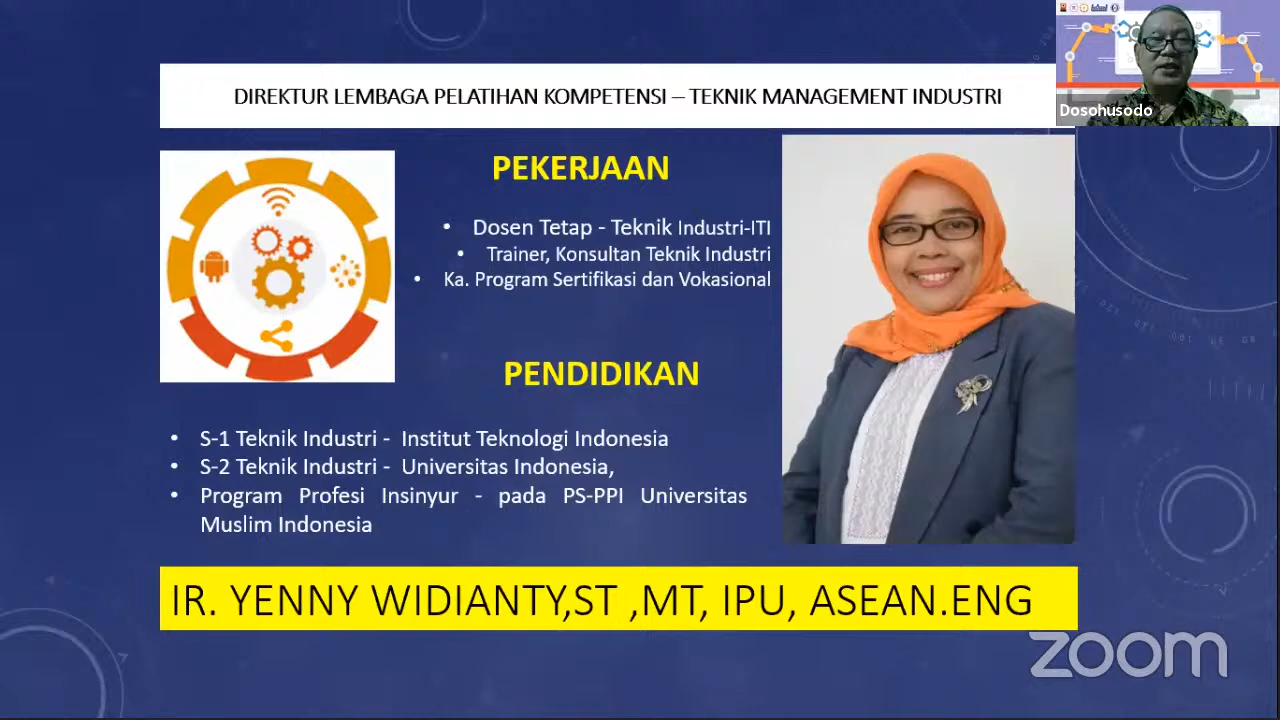 DIREKTUR LEMBAGA PELATIHAN KOMPETENSI – TEKNIK MANAGEMENT INDUSTRI
Dosohusodo
PEKERJAAN
• Dosen Tetap - Teknik Industri-ITI
• Trainer, Konsultan Teknik Industri
• Ka. Program Sertifikasi dan Vokasional
PENDIDIKAN
• S-1 Teknik Industri - Institut Teknologi Indonesia
• S-2 Teknik Industri - Universitas Indonesia,
• Program Profesi Insinyur - pada PS-PPI Universitas
Muslim Indonesia
IR. YENNY WIDIANTY,ST ,MT, IPU, ASEAN.ENG
zoom